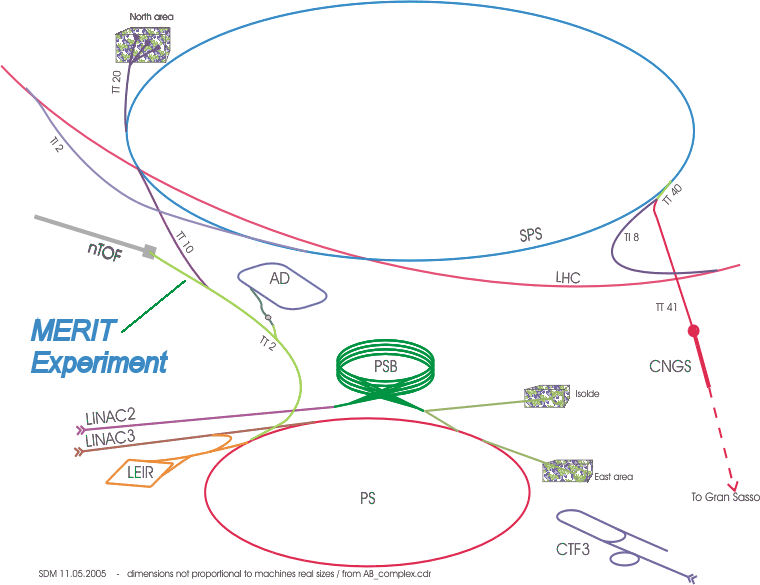 North area
TT 20
TT 2
TT 40
SPS
TI 8
TT 10
nTOF
AD
LHC
TT 41
MERIT
Experiment
TT 2
PSB
CNGS
Isolde
LINAC2
LINAC3
LEIR
East area
PS
To Gran Sasso
CTF3
SDM 11.05.2005 - dimensions not proportional to machines real sizes / from AB_complex.cdr